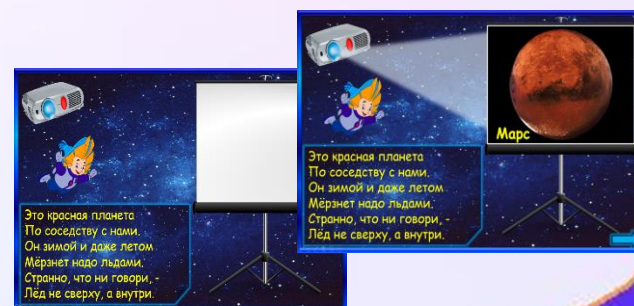 Это красная планета
По соседству с нами.
Он зимой и даже летом
Мёрзнет надо льдами.
Странно, что ни говори, -
Лёд не сверху, а внутри.
Марс
Это красная планета
По соседству с нами.
Он зимой и даже летом
Мёрзнет надо льдами.
Странно, что ни говори, -
Лёд не сверху, а внутри.